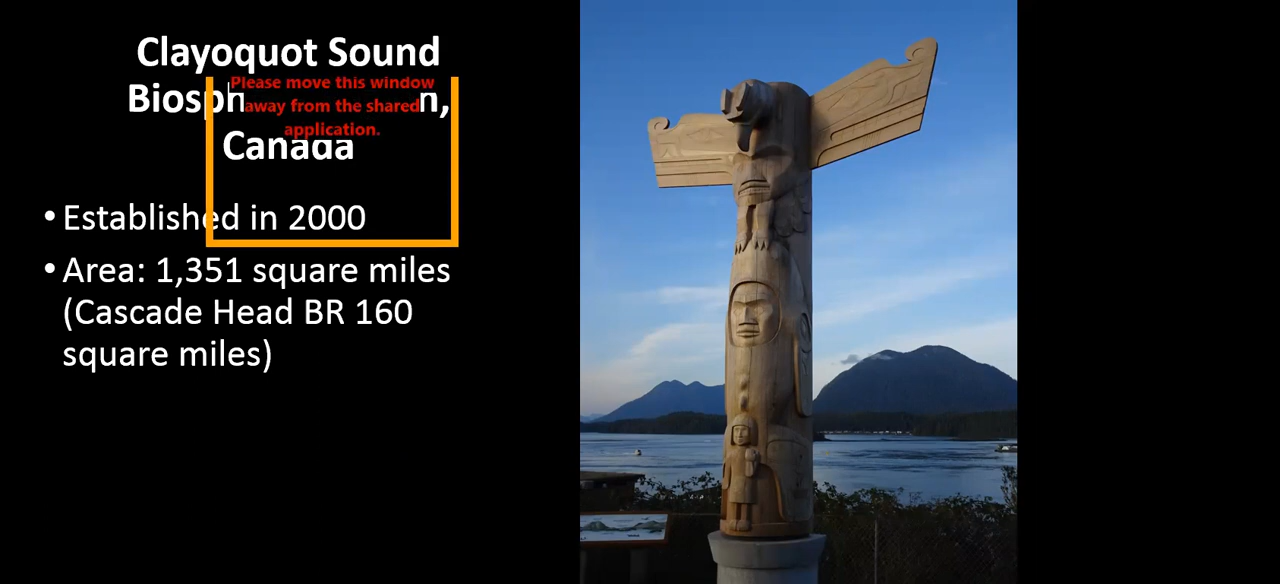 Clayoquot Sound
Canada
Please move this window
away from the shared
application.
• Established in 2000
• Area: 1,351 square miles
(Cascade Head BR 160
square miles)